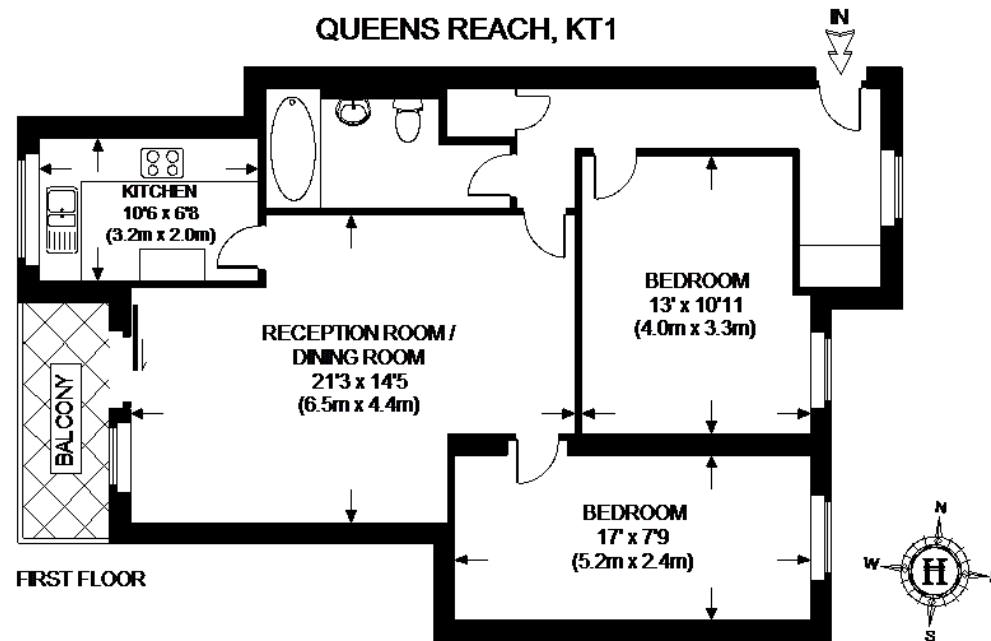 QUEENS REACH, KT1
IN
KITCHEN
10'6 x 6'8
(3.2m x 2.0m)
BEDROOM
13' x 10'11
(4.0m x 3.3m)
RECEPTION ROOM /
DINING ROOM
21'3 x 14'5
(6.5m x 4.4m)
BALCONY
BEDROOM
17' x 7'9
(5.2m x 2.4m)
FIRST FLOOR
N
W
H
S